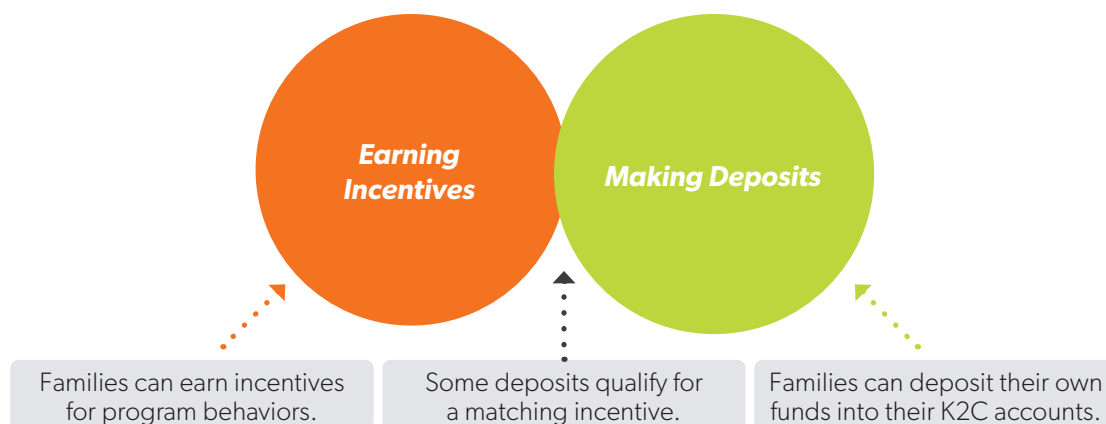 Earning
Incentives
Making Deposits
Families can earn incentives
for program behaviors.
Some deposits qualify for
a matching incentive.
Families can deposit their own
funds into their K2C accounts.